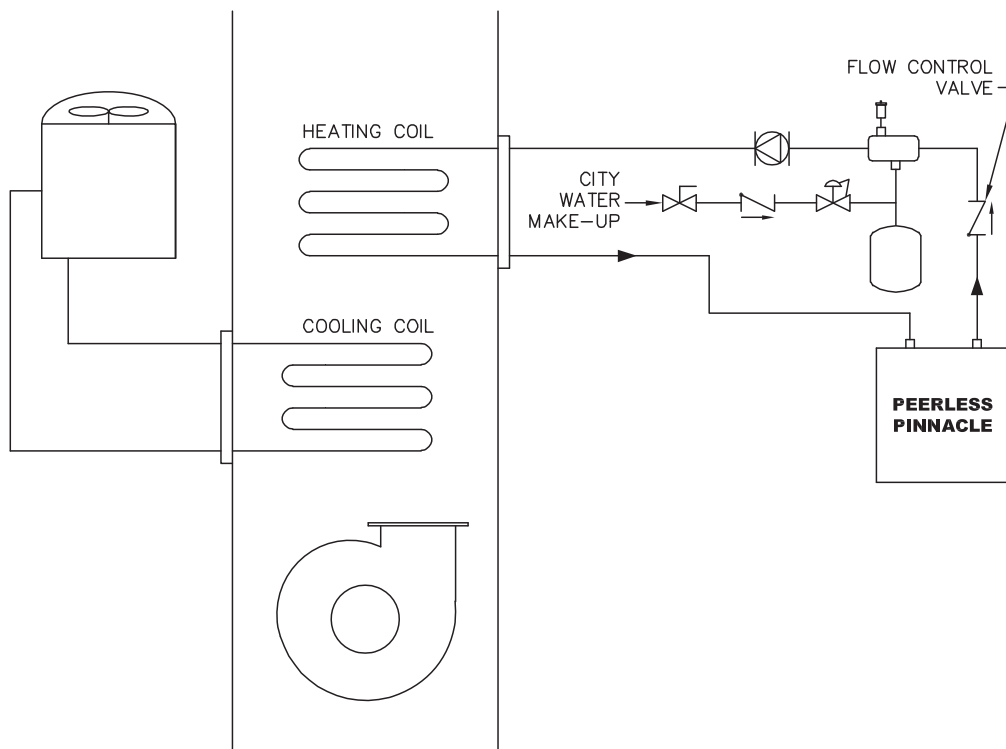 FLOW CONTROL
VALVE
HEATING COIL
CITY
WATER
MAKE-UP
COOLING COIL
PEERLESS
PINNACLE